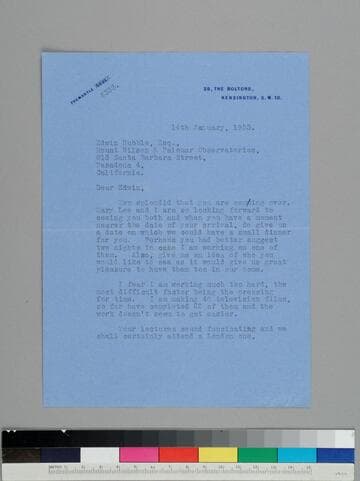 FREMANTLE
28, THE BOLTONS,
KENSINGTON, S.W.10.
14th January, 1953.
Edwin Hubble, Esq.,
Mount Wilson & Palomar Observatories,
813 Santa Barbara Street,
Pasadena 4,
California.
Dear Edwin,
How splendid that you are coming over.
Mary Lee and I are so looking forward to
seeing you both and when you have a moment
nearer the date of your arrival, do give us
a date on which we could have a small dinner
for you. Perhaps you had better suggest
two nights in case I am working on one of
them. Also, give me an idea of who you
would like to see as it would give us great
pleasure to have them too in our home.
I fear I am working much too hard, the
most difficult factor being the pressing
for time. I am making 40 television films,
so far have completed 22 of them and the
work doesn't seem to get easier.
Your lectures sound fascinating and we
shall certainly attend a London one.